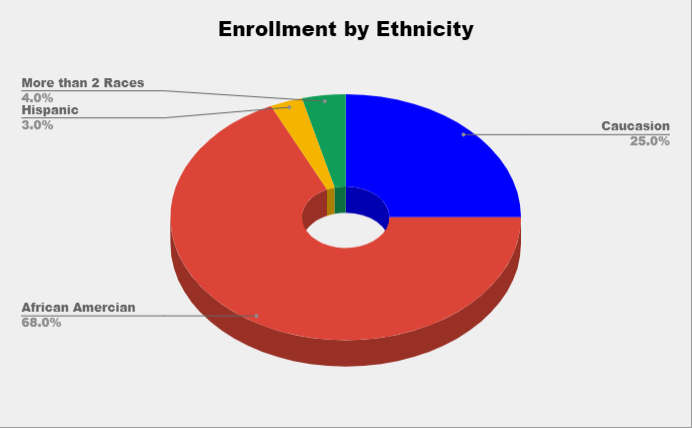 Enrollment by Ethnicity
More than 2 Races
4.0%
Hispanic
3.0%
Caucasion
25.0%
African Amercian
68.0%